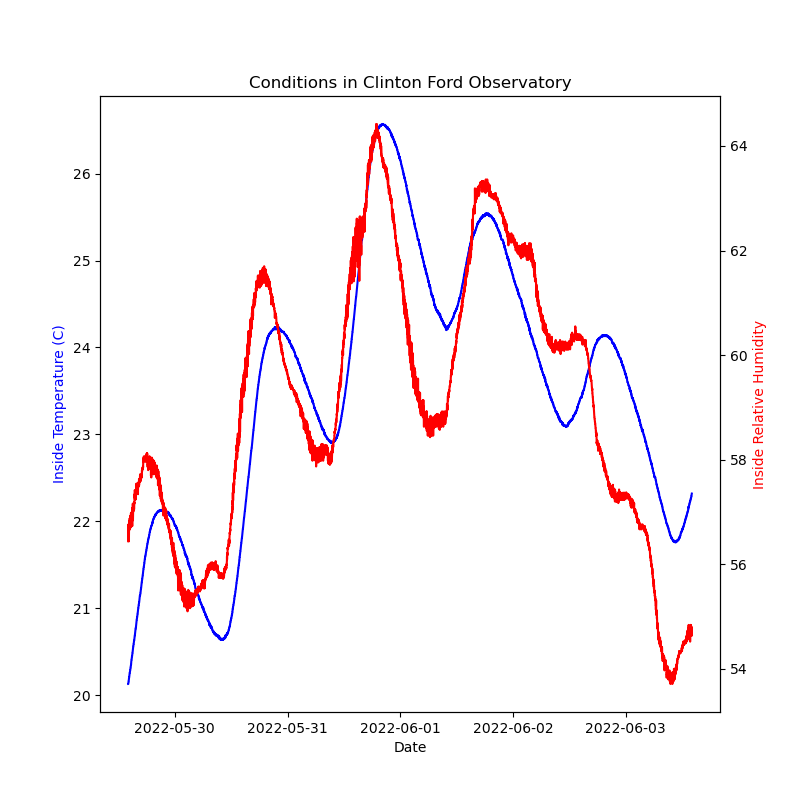 Conditions in Clinton Ford Observatory
Inside Temperature (C)
26
25
24
23
22
21
20
64
62
60
58
56
54
Inside Relative Humidity
2022-05-30 2022-05-31 2022-06-01 2022-06-02 2022-06-03
Date